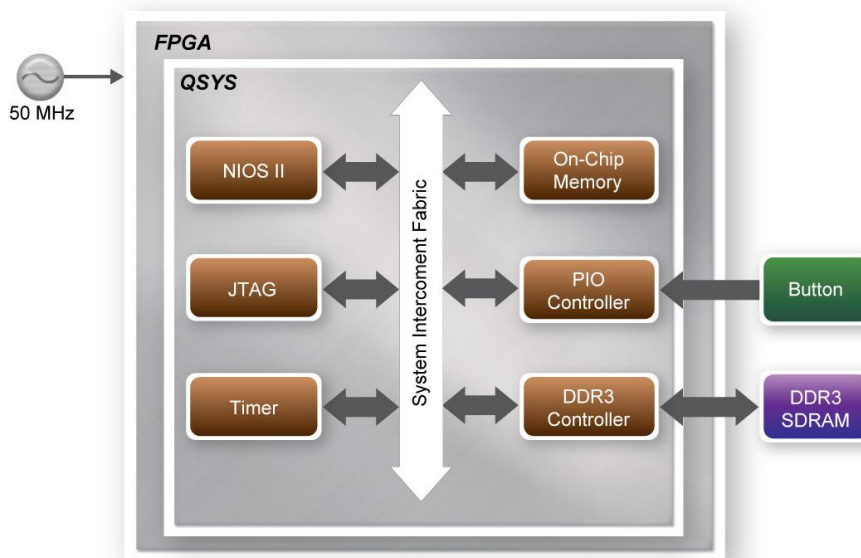 FPGA
QSYS
50 MHz
NIOS II
On-Chip
Memory
System Intercoment Fabric
JTAG
PIO
Controller
Button
Timer
DDR3
Controller
DDR3
SDRAM